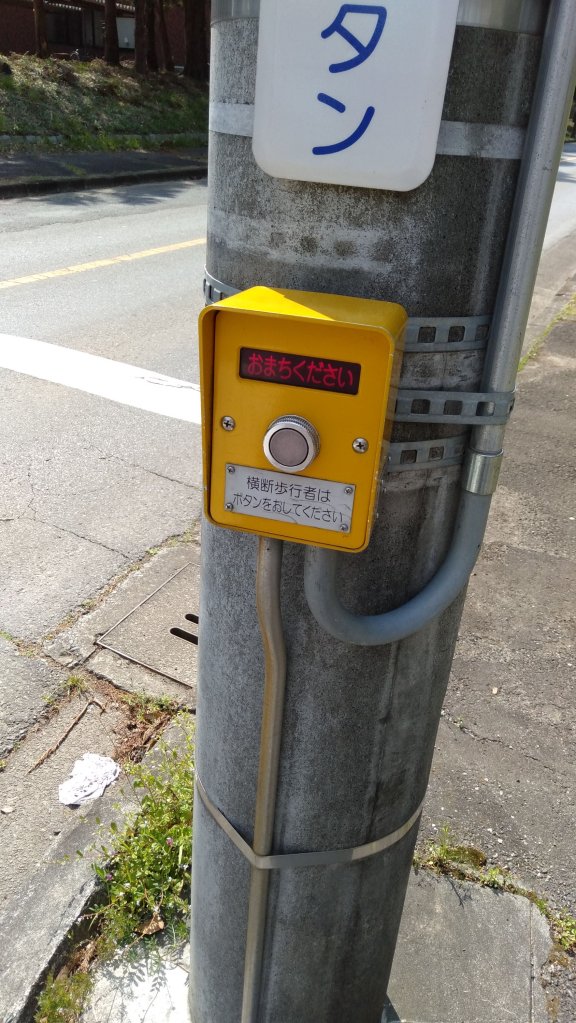 タ
ン
おまちください
横断歩行者は
ボタンをおしてください